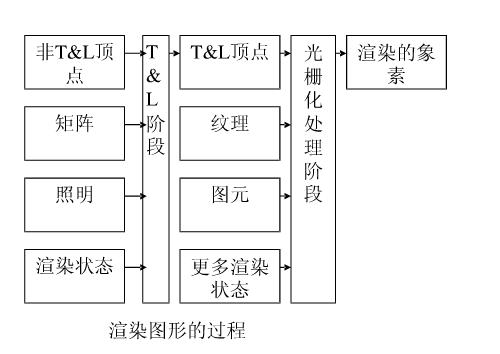 非T&L顶
点
矩阵
照明
渲染状态
T
&
L
阶
段
T&L顶点
纹理
图元
更多渲染
状态
光
栅
化
处
理
阶
段
渲染的象
素
渲染图形的过程